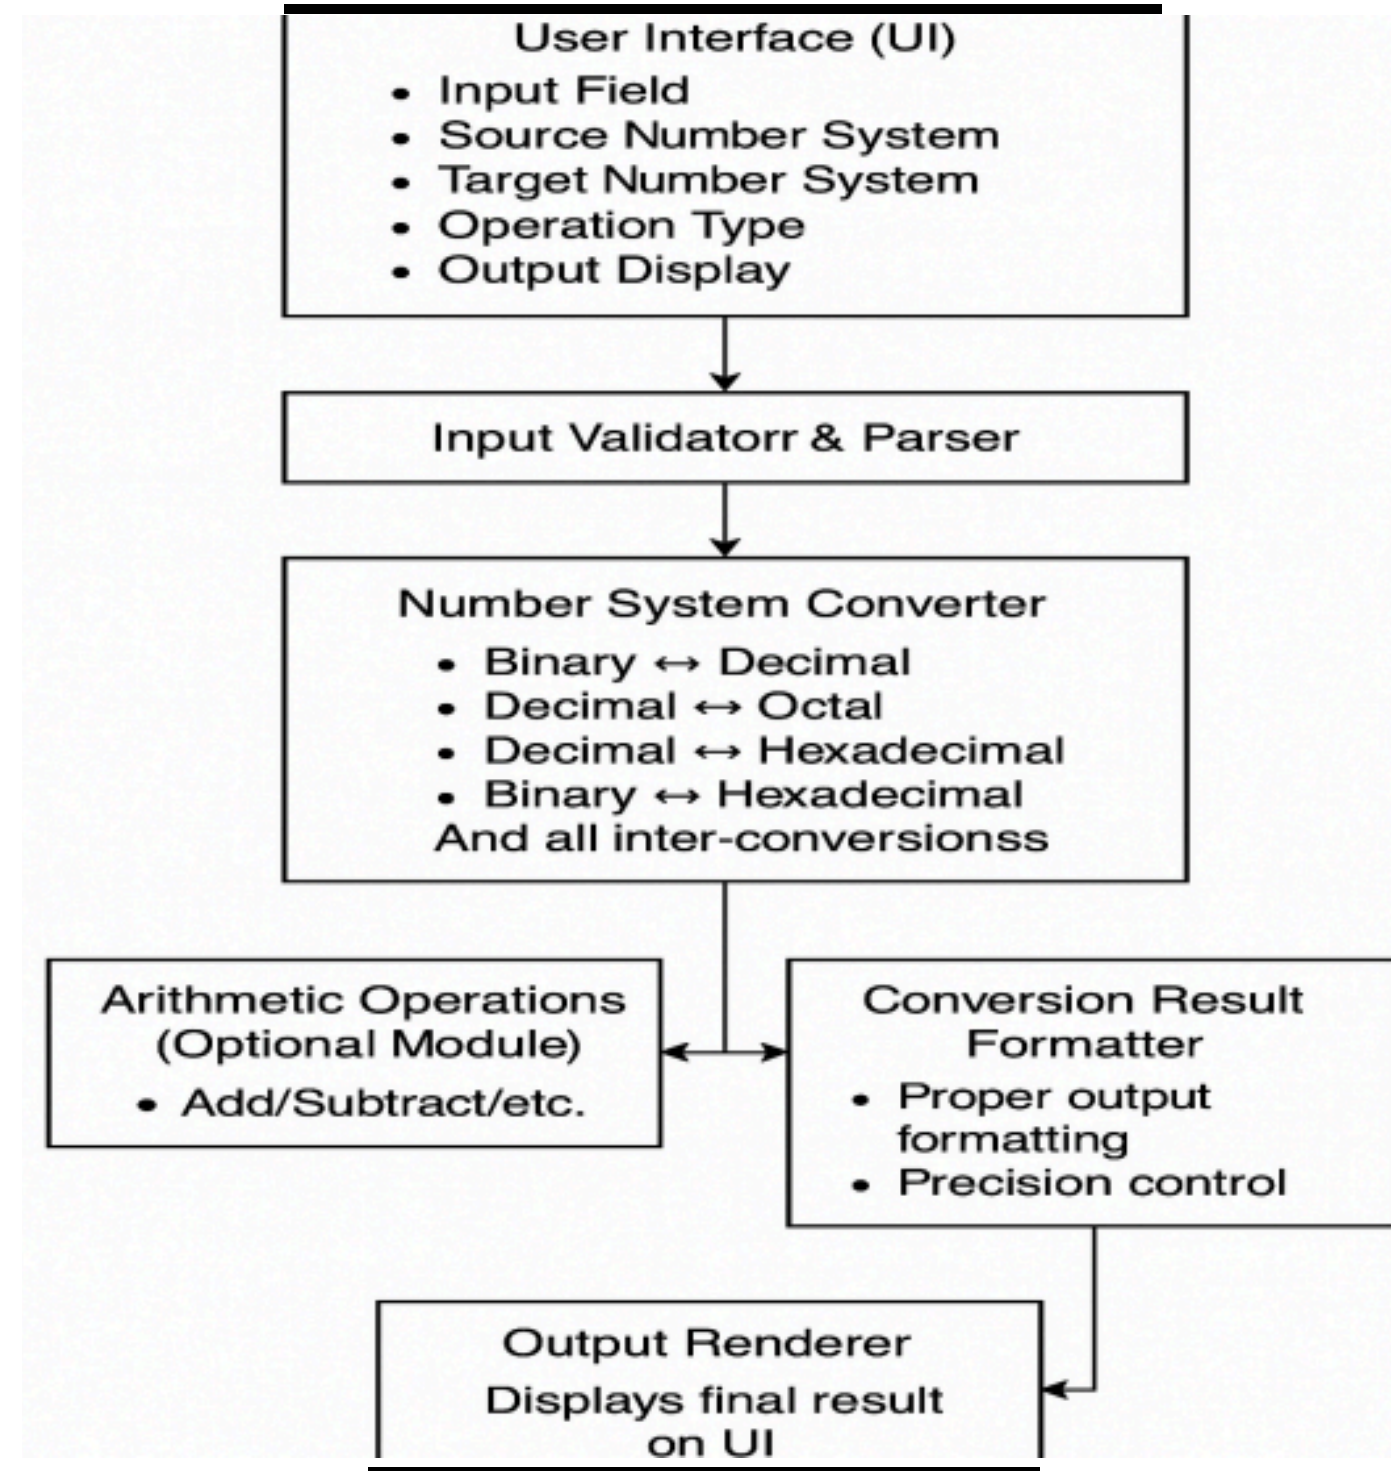 User Interface (UI)
• Input Field
• Source Number System
• Target Number System
• Operation Type
• Output Display
Input Validatorr & Parser
Number System Converter
• Binary ↔ Decimal
• Decimal ↔ Octal
• Decimal ↔ Hexadecimal
• Binary ↔ Hexadecimal
And all inter-conversionss
Arithmetic Operations
(Optional Module)
• Add/Subtract/etc.
Conversion Result
Formatter
• Proper output
formatting
• Precision control
Output Renderer
Displays final result
on UI